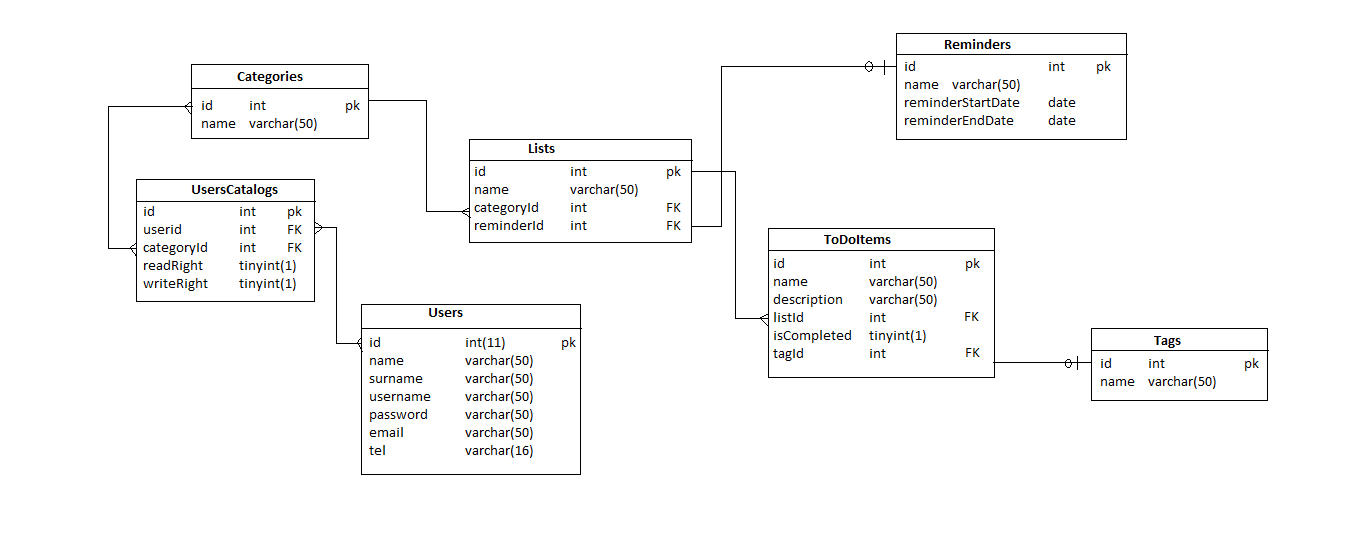 Categories
id int pk
name varchar(50)
UsersCatalogs
id int pk
userid int FK
categoryId int FK
readRight tinyint(1)
writeRight tinyint(1)
Users
id int(11) pk
name varchar(50)
surname varchar(50)
username varchar(50)
password varchar(50)
email varchar(50)
tel varchar(16)
Lists
id int pk
name varchar(50)
categoryId int FK
reminderId int FK
Reminders
id int pk
name varchar(50)
reminderStartDate date
reminderEndDate date
ToDoItems
id int pk
name varchar(50)
description varchar(50)
listId int FK
isCompleted tinyint(1)
tagId int FK
Tags
id int pk
name varchar(50)